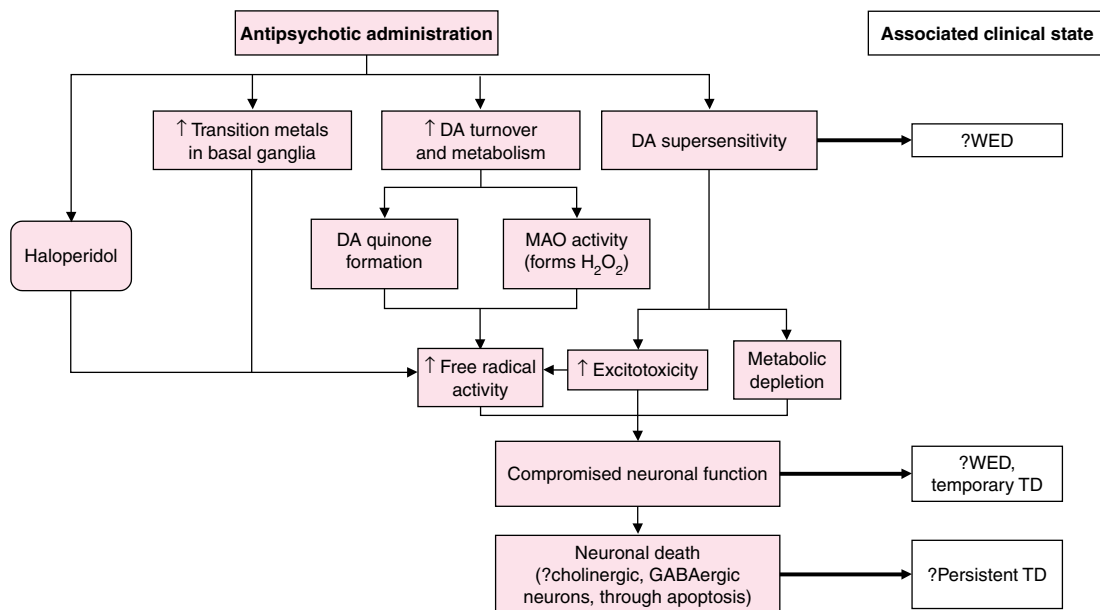 Antipsychotic administration
Associated clinical state
↑ Transition metals
in basal ganglia
↑ DA turnover
and metabolism
DA supersensitivity
?WED
Haloperidol
DA quinone
formation
MAO activity
(forms H₂O₂)
↑ Free radical
activity
↑ Excitotoxicity
Metabolic
depletion
Compromised neuronal function
?WED,
temporary TD
Neuronal death
(?cholinergic, GABAergic
neurons, through apoptosis)
?Persistent TD